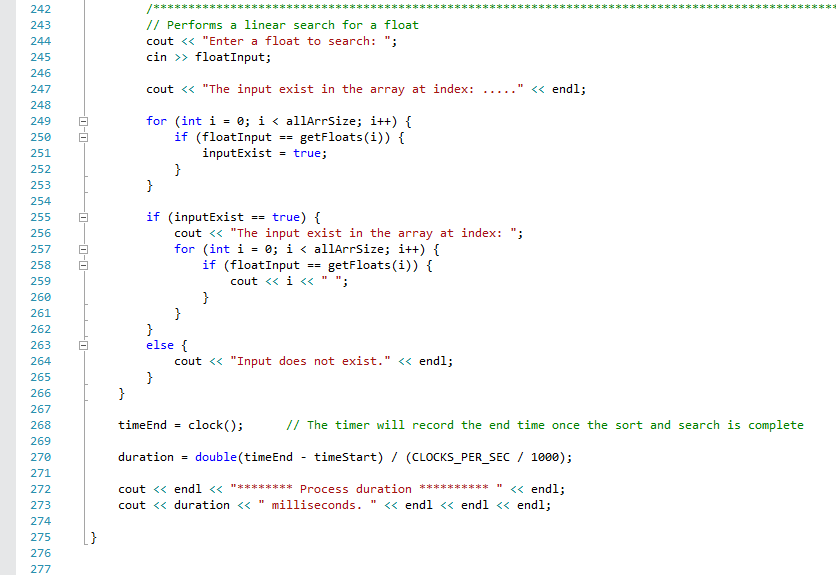 242 /*************************************************************************************************
243 // Performs a linear search for a float
244 cout << "Enter a float to search: ";
245 cin >> floatInput;
246
247 cout << "The input exist in the array at index: ....." << endl;
248
249 for (int i = 0; i < allArrSize; i++) {
250 if (floatInput == getFloats(i)) {
251 inputExist = true;
252 }
253 }
254
255 if (inputExist == true) {
256 cout << "The input exist in the array at index: ";
257 for (int i = 0; i < allArrSize; i++) {
258 if (floatInput == getFloats(i)) {
259 cout << i << " ";
260 }
261 }
262 }
263 else {
264 cout << "Input does not exist." << endl;
265 }
266 }
267
268 timeEnd = clock(); // The timer will record the end time once the sort and search is complete
269
270 duration = double(timeEnd - timeStart) / (CLOCKS_PER_SEC / 1000);
271
272 cout << endl << "******** Process duration ********** " << endl;
273 cout << duration << " milliseconds. " << endl << endl << endl;
274
275 }
276
277